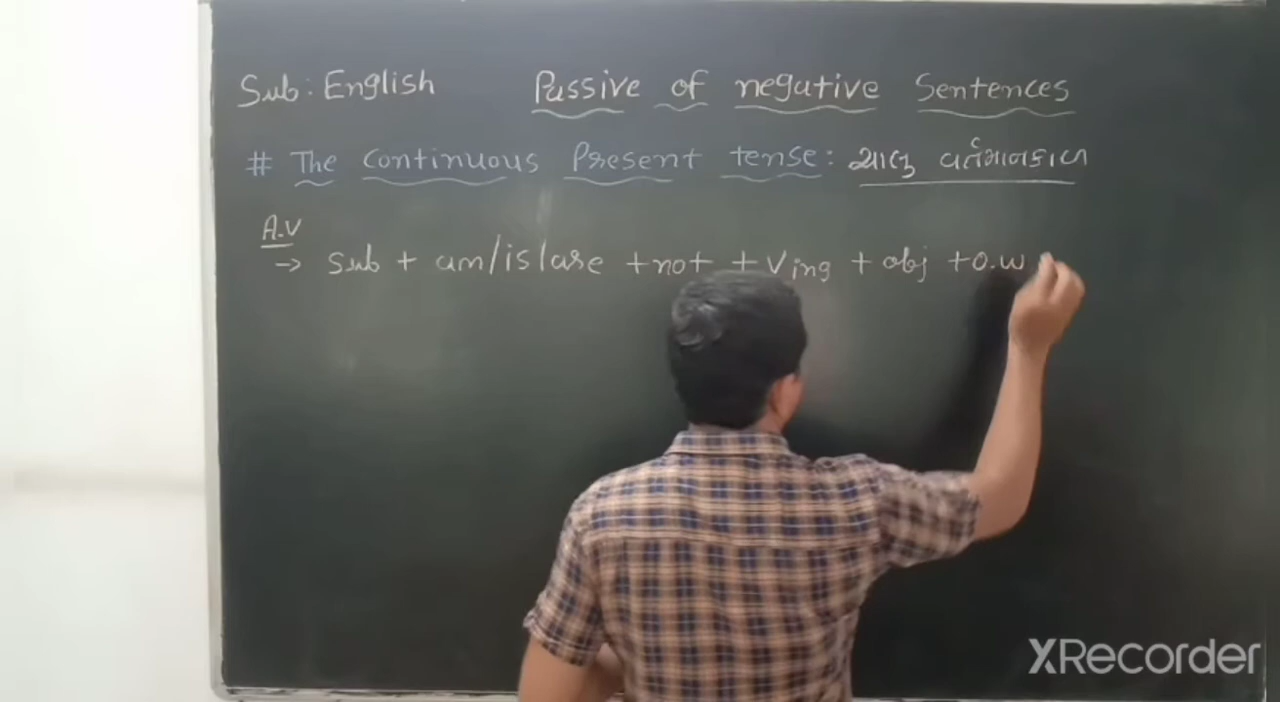 Sub: English Passive of negative Sentences
# The Continuous Present tense: ચાલુ વર્તમાનકાળ
A.V
→ Sub + am/is/are + not + Ving + obj + o.w
XRecorder